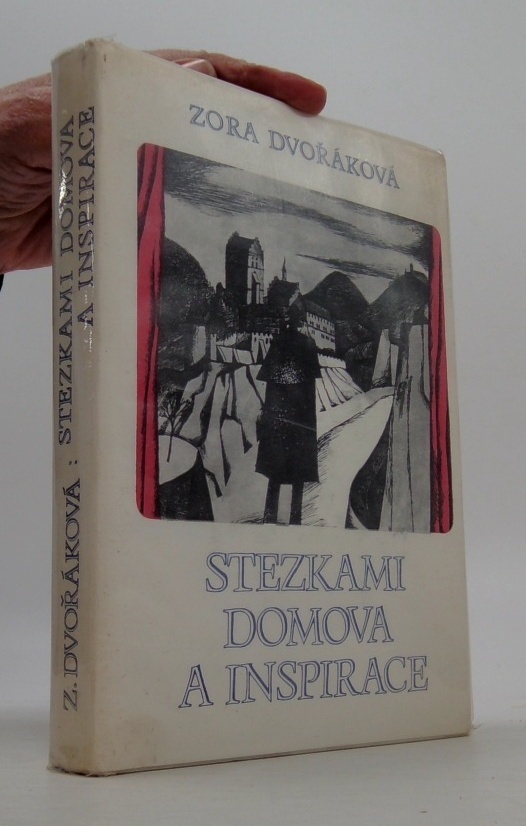 ZORA DVOŘÁKOVÁ
STEZKAMI
DOMOVA
A INSPIRACE
Z. DVOŘÁKOVÁ : STEZKAMI DOMOVA
A INSPIRACE